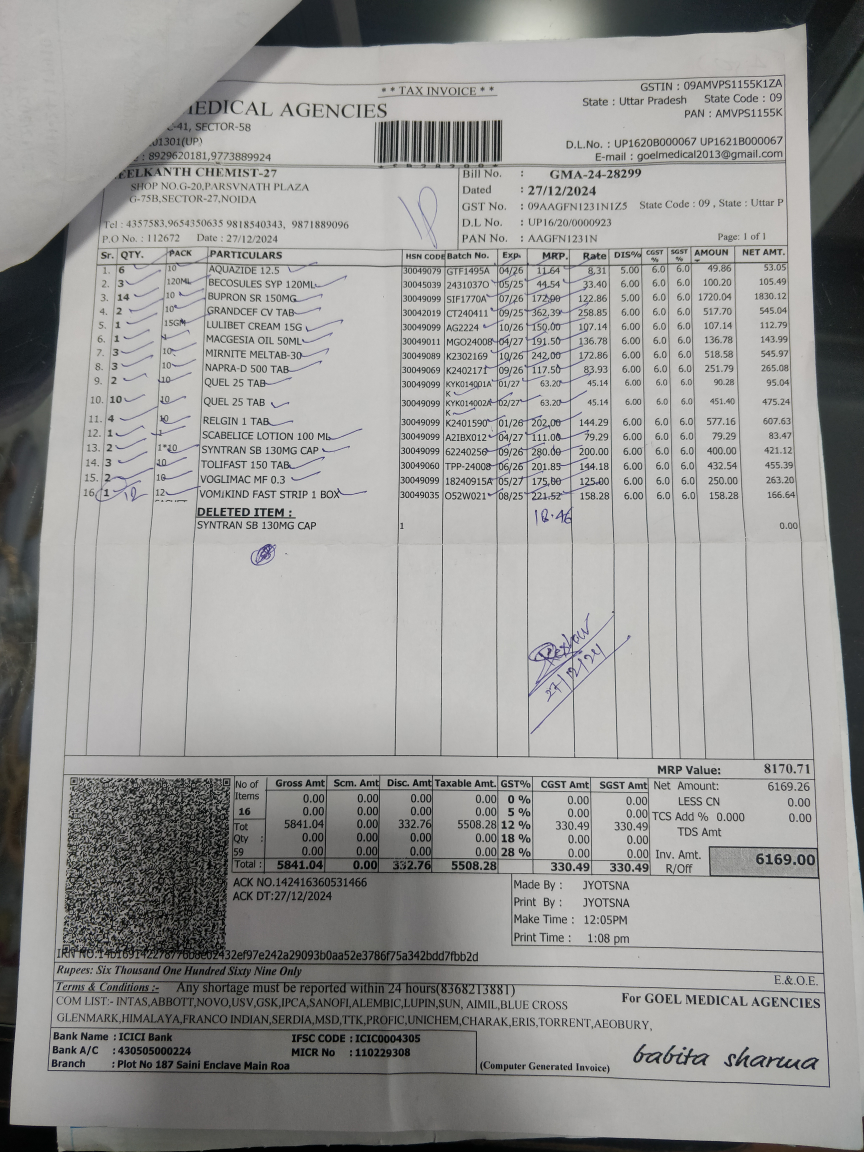 * * TAX INVOICE * *
GSTIN : 09AMVPS1155K1ZA
State : Uttar Pradesh State Code : 09
PAN : AMVPS1155K
MEDICAL AGENCIES
C-41, SECTOR-58
01301(UP)
: 8929620181,9773889924
D.L.No. : UP1620B000067 UP1621B000067
E-mail : goelmedical2013@gmail.com
EELKANTH CHEMIST-27
SHOP NO.G-20,PARSVNATH PLAZA
G-75B,SECTOR-27,NOIDA
Tel : 4357583,9654350635 9818540343, 9871889096
P.O No. : 112672 Date : 27/12/2024
Bill No. : GMA-24-28299
Dated : 27/12/2024
GST No. : 09AAGFN1231N1Z5 State Code : 09 , State : Uttar P
D.L No. : UP16/20/0000923
PAN No. : AAGFN1231N Page: 1 of 1
Sr. QTY. PACK PARTICULARS HSN CODE Batch No. Exp. MRP. Rate DIS% CGST % SGST % AMOUN NET AMT.
1. 6 10 AQUAZIDE 12.5 30049079 GTF1495A 04/26 11.64 8.31 5.00 6.0 6.0 49.86 53.05
2. 3 120ML BECOSULES SYP 120ML 30045039 2431037O 05/25 44.54 33.40 6.00 6.0 6.0 100.20 105.49
3. 14 10 BUPRON SR 150MG 30049099 SIF1770A 07/26 172.00 122.86 5.00 6.0 6.0 1720.04 1830.12
4. 2 10 GRANDCEF CV TAB 30042019 CT240411 09/25 362.39 258.85 6.00 6.0 6.0 517.70 545.04
5. 1 15GM LULIBET CREAM 15G 30049099 AG2224 10/26 150.00 107.14 6.00 6.0 6.0 107.14 112.79
6. 1 1 MACGESIA OIL 50ML 30049011 MGO24008 04/27 191.50 136.78 6.00 6.0 6.0 136.78 143.99
7. 3 10 MIRNITE MELTAB-30 30049089 K2302169 10/26 242.00 172.86 6.00 6.0 6.0 518.58 545.97
8. 3 10 NAPRA-D 500 TAB 30049069 K2402171 09/26 117.50 83.93 6.00 6.0 6.0 251.79 265.08
9. 2 10 QUEL 25 TAB 30049099 KYK014001A 01/27 63.20 45.14 6.00 6.0 6.0 90.28 95.04
K
10. 10 10 QUEL 25 TAB 30049099 KYK014002A 02/27 63.20 45.14 6.00 6.0 6.0 451.40 475.24
K
11. 4 10 RELGIN 1 TAB 30049099 K2401590 01/26 202.00 144.29 6.00 6.0 6.0 577.16 607.63
12. 1 1 SCABELICE LOTION 100 ML 30049099 A2IBX012 04/27 111.00 79.29 6.00 6.0 6.0 79.29 83.47
13. 2 1*10 SYNTRAN SB 130MG CAP 30049099 62240256 09/26 280.00 200.00 6.00 6.0 6.0 400.00 421.12
14. 3 10 TOLIFAST 150 TAB 30049060 TPP-24008 06/26 201.85 144.18 6.00 6.0 6.0 432.54 455.39
15. 2 10 VOGLIMAC MF 0.3 30049099 18240915A 05/27 175.00 125.00 6.00 6.0 6.0 250.00 263.20
16. 1 12 12 VOMIKIND FAST STRIP 1 BOX 30049035 O52W021 08/25 221.52 158.28 6.00 6.0 6.0 158.28 166.64
DELETED ITEM :
18.46
SYNTRAN SB 130MG CAP 1 0.00
27/12/24
MRP Value: 8170.71
No of Items Gross Amt Scm. Amt Disc. Amt Taxable Amt. GST% CGST Amt SGST Amt Net Amount: 6169.26
0.00 0.00 0.00 0.00 0 % 0.00 0.00 LESS CN 0.00
16 0.00 0.00 0.00 0.00 5 % 0.00 0.00 TCS Add % 0.000 0.00
Tot 5841.04 0.00 332.76 5508.28 12 % 330.49 330.49 TDS Amt
Qty : 0.00 0.00 0.00 0.00 18 % 0.00 0.00
59 0.00 0.00 0.00 0.00 28 % 0.00 0.00 Inv. Amt. 6169.00
Total : 5841.04 0.00 332.76 5508.28 330.49 330.49 R/Off
ACK NO.142416360531466
ACK DT:27/12/2024
Made By : JYOTSNA
Print By : JYOTSNA
Make Time : 12:05PM
Print Time : 1:08 pm
Rupees: Six Thousand One Hundred Sixty Nine Only
E.& O.E.
Terms & Conditions :- Any shortage must be reported within 24 hours(8368213881)
COM LIST:- INTAS,ABBOTT,NOVO,USV,GSK,IPCA,SANOFI,ALEMBIC,LUPIN,SUN, AIMIL,BLUE CROSS
GLENMARK,HIMALAYA,FRANCO INDIAN,SERDIA,MSD,TTK,PROFIC,UNICHEM,CHARAK,ERIS,TORRENT,AEOBURY,
For GOEL MEDICAL AGENCIES
Bank Name : ICICI Bank IFSC CODE : ICIC0004305
Bank A/C : 430505000224 MICR No : 110229308
Branch : Plot No 187 Saini Enclave Main Roa
(Computer Generated Invoice)
babita sharma